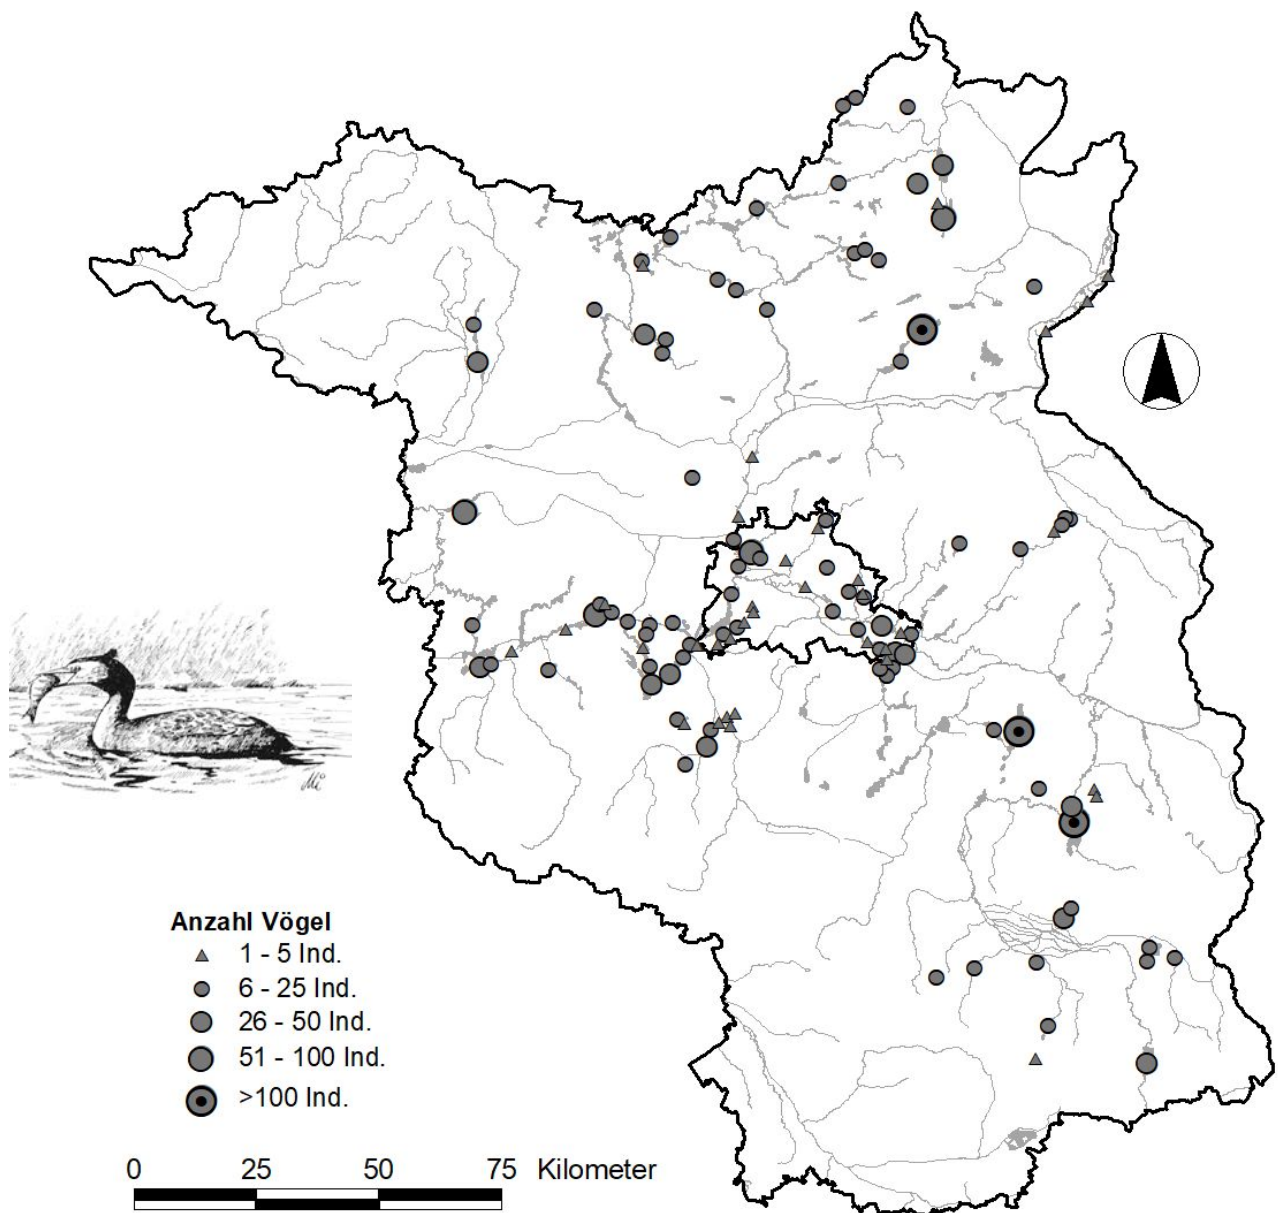 Anzahl Vögel
1 - 5 Ind.
6 - 25 Ind.
26 - 50 Ind.
51 - 100 Ind.
>100 Ind.
0 25 50 75 Kilometer